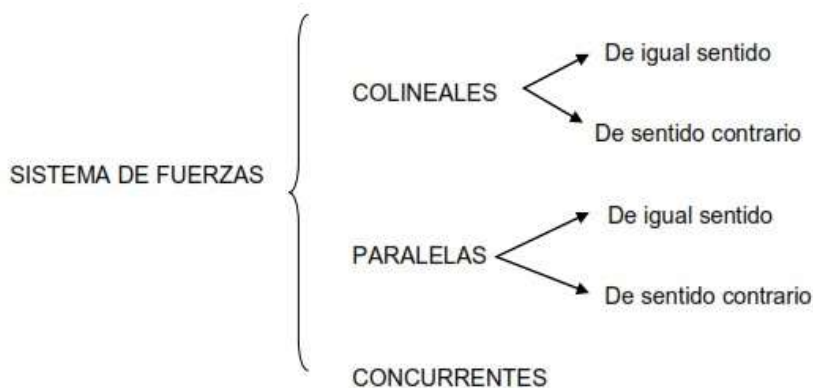 De igual sentido
COLINEALES
De sentido contrario
SISTEMA DE FUERZAS
De igual sentido
PARALELAS
De sentido contrario
CONCURRENTES